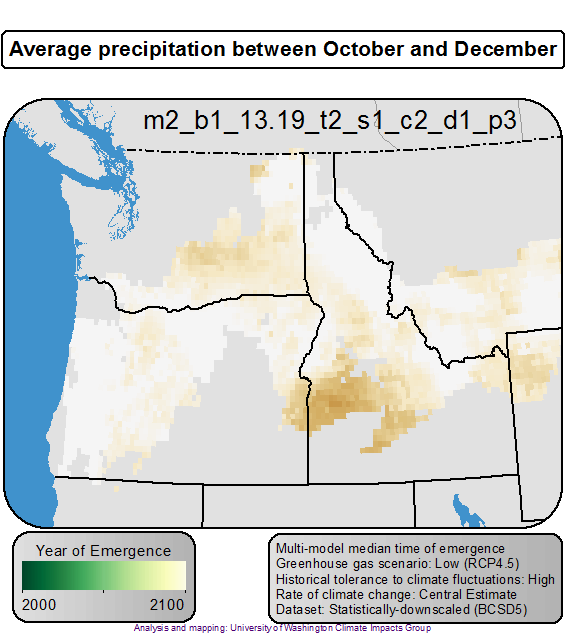 Average precipitation between October and December
m2_b1_13.19_t2_s1_c2_d1_p3
Year of Emergence
2000 2100
Multi-model median time of emergence
Greenhouse gas scenario: Low (RCP4.5)
Historical tolerance to climate fluctuations: High
Rate of climate change: Central Estimate
Dataset: Statistically-downscaled (BCSD5)
Analysis and mapping: University of Washington Climate Impacts Group